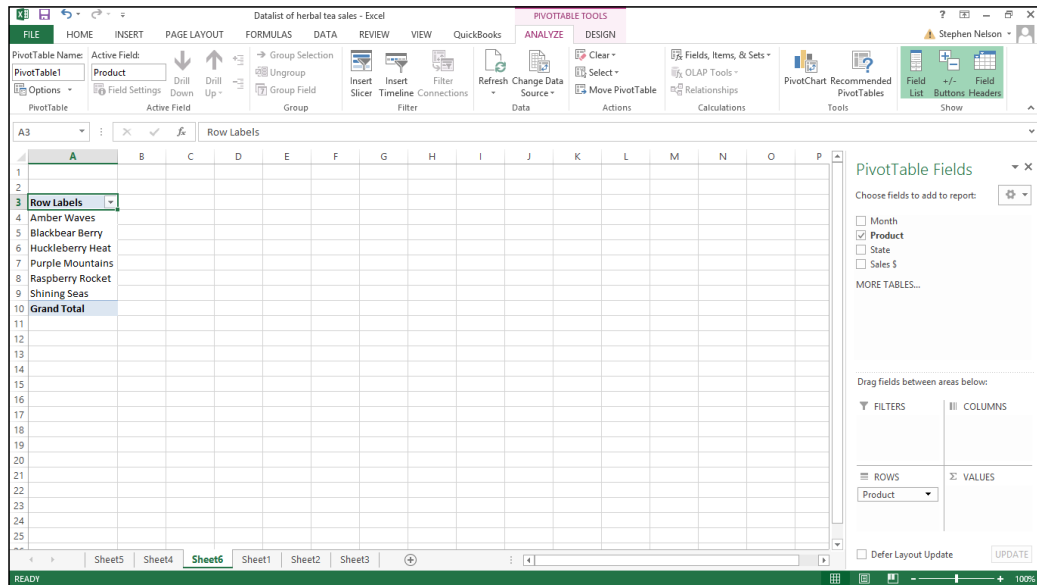 Datalist of herbal tea sales - Excel
PIVOTTABLE TOOLS
?
FILE HOME INSERT PAGE LAYOUT FORMULAS DATA REVIEW VIEW QuickBooks ANALYZE DESIGN
Stephen Nelson
PivotTable Name:
PivotTable1
Options
PivotTable
Active Field:
Product
Field Settings
Drill Down
Drill Up
Active Field
Group Selection
Ungroup
Group Field
Group
Insert Slicer
Insert Timeline
Filter Connections
Filter
Refresh
Change Data Source
Data
Clear
Select
Move PivotTable
Actions
Fields, Items, & Sets
OLAP Tools
Relationships
Calculations
PivotChart
Recommended PivotTables
Tools
Field List
+/- Buttons
Field Headers
Show
A3
fx
Row Labels
A B C D E F G H I J K L M N O P
1
2
3 Row Labels
4 Amber Waves
5 Blackbear Berry
6 Huckleberry Heat
7 Purple Mountains
8 Raspberry Rocket
9 Shining Seas
10 Grand Total
11
12
13
14
15
16
17
18
19
20
21
22
23
24
25
PivotTable Fields
Choose fields to add to report:
Month
Product
State
Sales $
MORE TABLES...
Drag fields between areas below:
FILTERS
COLUMNS
ROWS
Σ VALUES
Product
Defer Layout Update
UPDATE
Sheet5 Sheet4 Sheet6 Sheet1 Sheet2 Sheet3
READY
100%